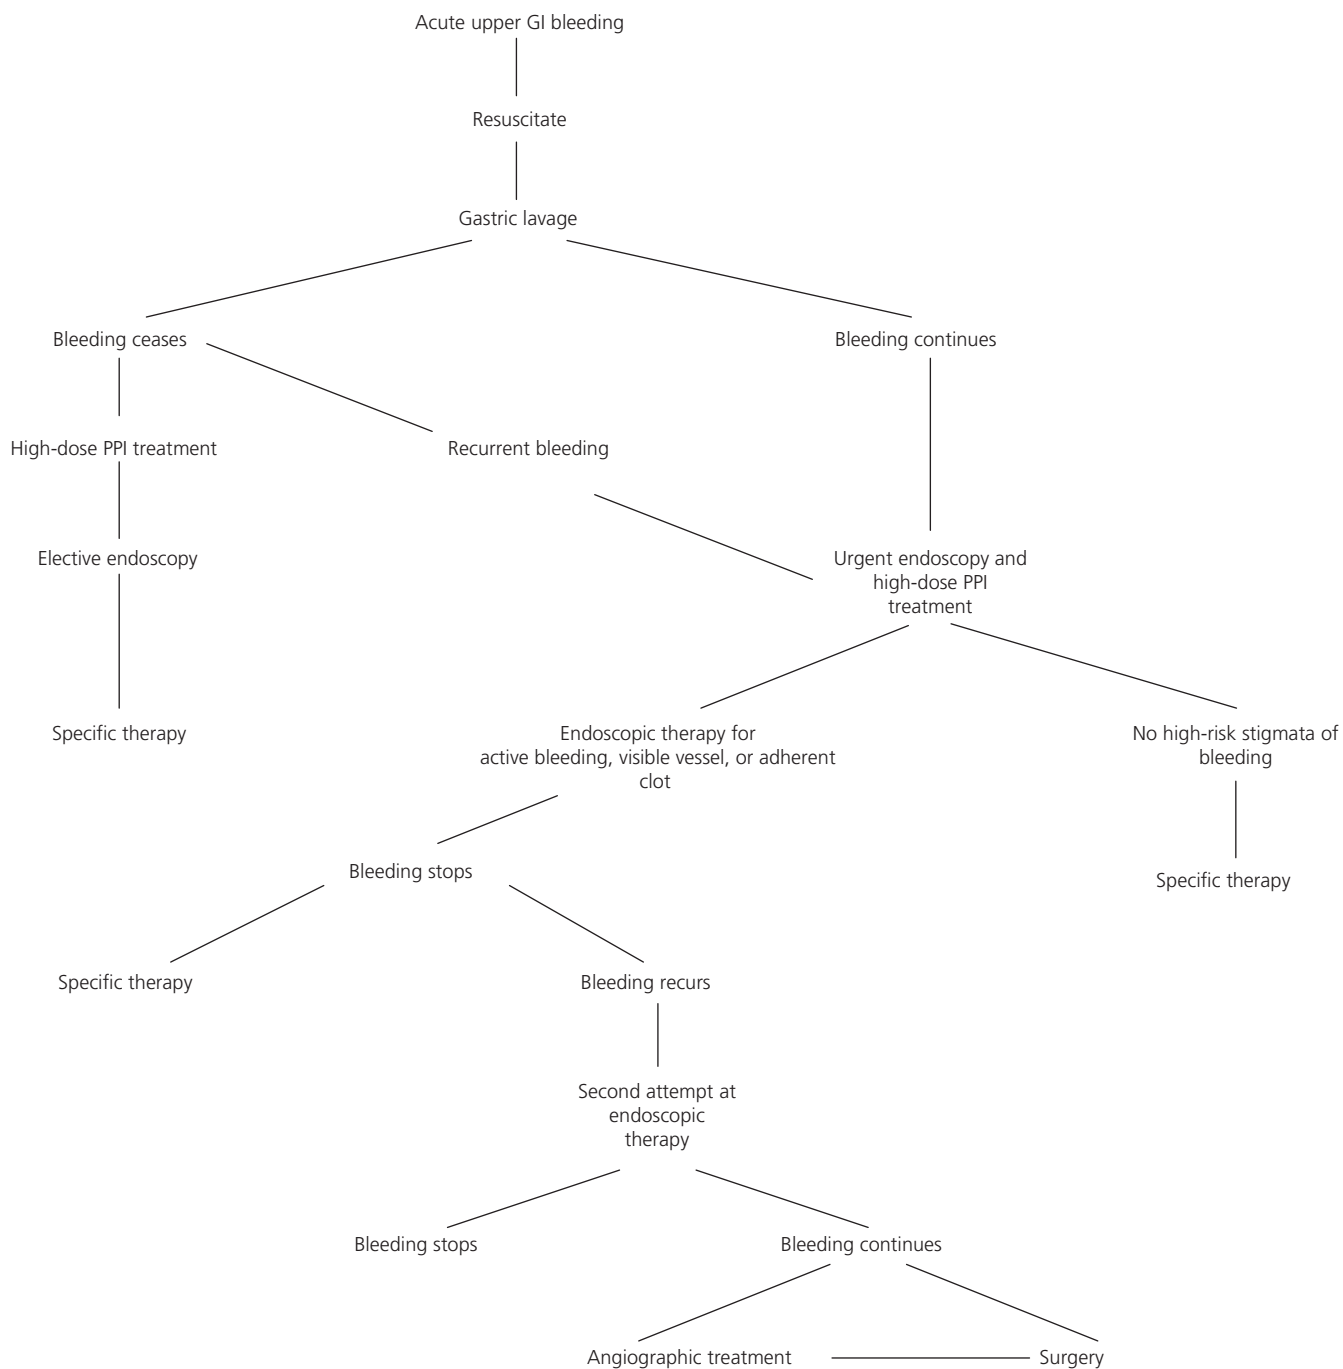 Acute upper GI bleeding
Resuscitate
Gastric lavage
Bleeding ceases
Bleeding continues
High-dose PPI treatment
Recurrent bleeding
Elective endoscopy
Urgent endoscopy and
high-dose PPI
treatment
Specific therapy
Endoscopic therapy for
active bleeding, visible vessel, or adherent
clot
No high-risk stigmata of
bleeding
Bleeding stops
Specific therapy
Specific therapy
Bleeding recurs
Second attempt at
endoscopic
therapy
Bleeding stops
Bleeding continues
Angiographic treatment
Surgery